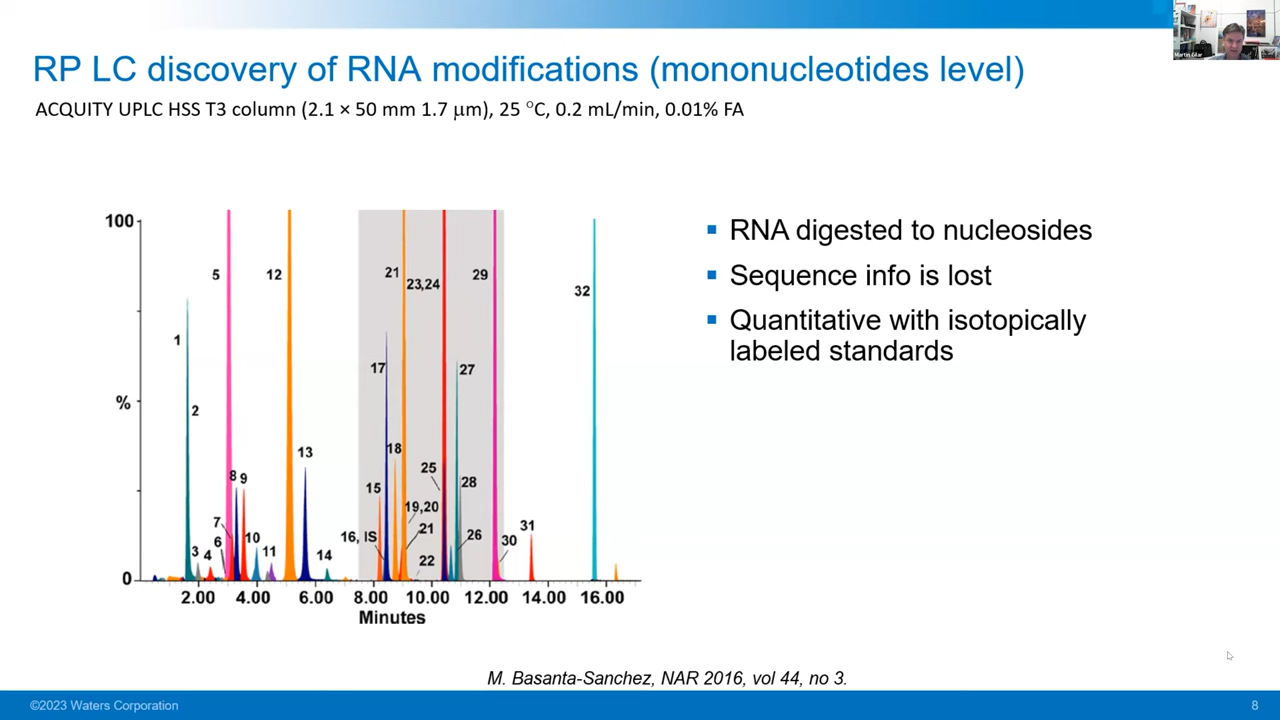 Martin Gilar
RP LC discovery of RNA modifications (mononucleotides level)
ACQUITY UPLC HSS T3 column (2.1 × 50 mm 1.7 μm), 25 °C, 0.2 mL/min, 0.01% FA
100
%
0
1
2
3
4
5
6
7
8
9
10
11
12
13
14
15
16, IS
17
18
19,20
21
21
22
23,24
25
26
27
28
29
30
31
32
2.00 4.00 6.00 8.00 10.00 12.00 14.00 16.00
Minutes
▪ RNA digested to nucleosides
▪ Sequence info is lost
▪ Quantitative with isotopically
labeled standards
M. Basanta-Sanchez, NAR 2016, vol 44, no 3.
©2023 Waters Corporation
8